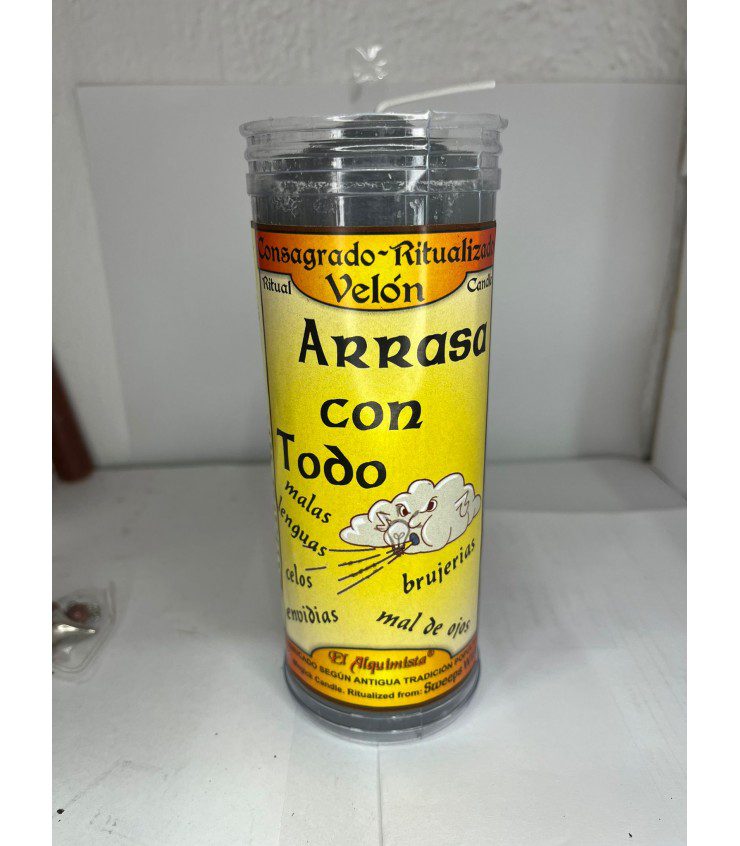 Consagrado-Ritualizado
Ritual Velón Candle
Arrasa
con
Todo
malas
lenguas
celos
envidias
brujerias
mal de ojos
El Alquimista®
SEGÚN ANTIGUA TRADICIÓN
Candle. Ritualized from: Sweeps